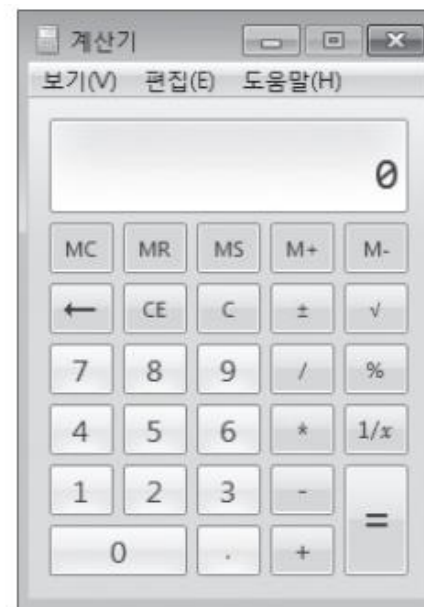 계산기
보기(V) 편집(E) 도움말(H)
0
MC MR MS M+ M-
← CE C ± √
7 8 9 / %
4 5 6 * 1/x
1 2 3 - =
0 . +